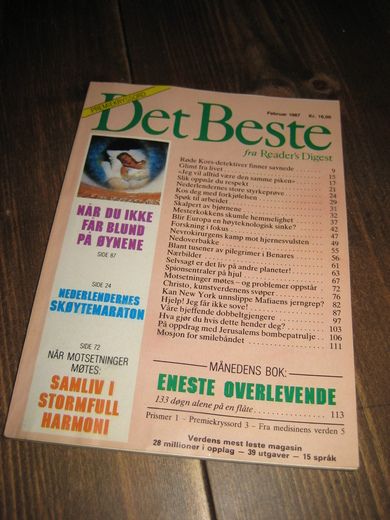 PREMIEKRYSSORD
Februar 1987 Kr. 16,00
Det Beste
fra Reader's Digest
Røde Kors-detektiver finner savnede 9
Glimt fra livet 15
«Jeg vil alltid være den samme piken» 17
Slik oppnår du respekt 21
Nederlendernes store styrkeprøve 24
Kos deg med forkjølelsen 29
Spøk til arbeider 31
Skalpert av bjørnene 32
Mesterkokkens skumle hemmelighet 37
Blir Europa en høyteknologisk sinke? 42
Forskning i fokus 47
Nevrokirurgens kamp mot hjernesvulsten 49
Nedoverbakke 55
Blant tusener av pilegrimer i Benares 56
Nærbilder 61
Selvsagt er det liv på andre planeter! 63
Spionsentraler på hjul 67
Motsetninger møtes – og problemer oppstår 72
Christo, kunstverdenens svøper 76
Kan New York unnslippe Mafiaens jerngrep? 82
Hjelp! Jeg får ikke sove! 87
Våre bjeffende dobbeltgjengere 92
Hva gjør du hvis dette hender deg? 97
På oppdrag med Jerusalems bombepatrulje 103
Mosjon for smilebåndet 111
NÅR DU IKKE
FÅR BLUND
PÅ ØYNENE
SIDE 87
SIDE 24
NEDERLENDERNES
SKØYTEMARATON
SIDE 72
NÅR MOTSETNINGER
MØTES:
SAMLIV I
STORMFULL
HARMONI
MÅNEDENS BOK:
ENESTE OVERLEVENDE
133 døgn alene på en flåte 113
Prismer 1 – Premiekryssord 3 – Fra medisinens verden 5
Verdens mest leste magasin
28 millioner i opplag – 39 utgaver – 15 språk